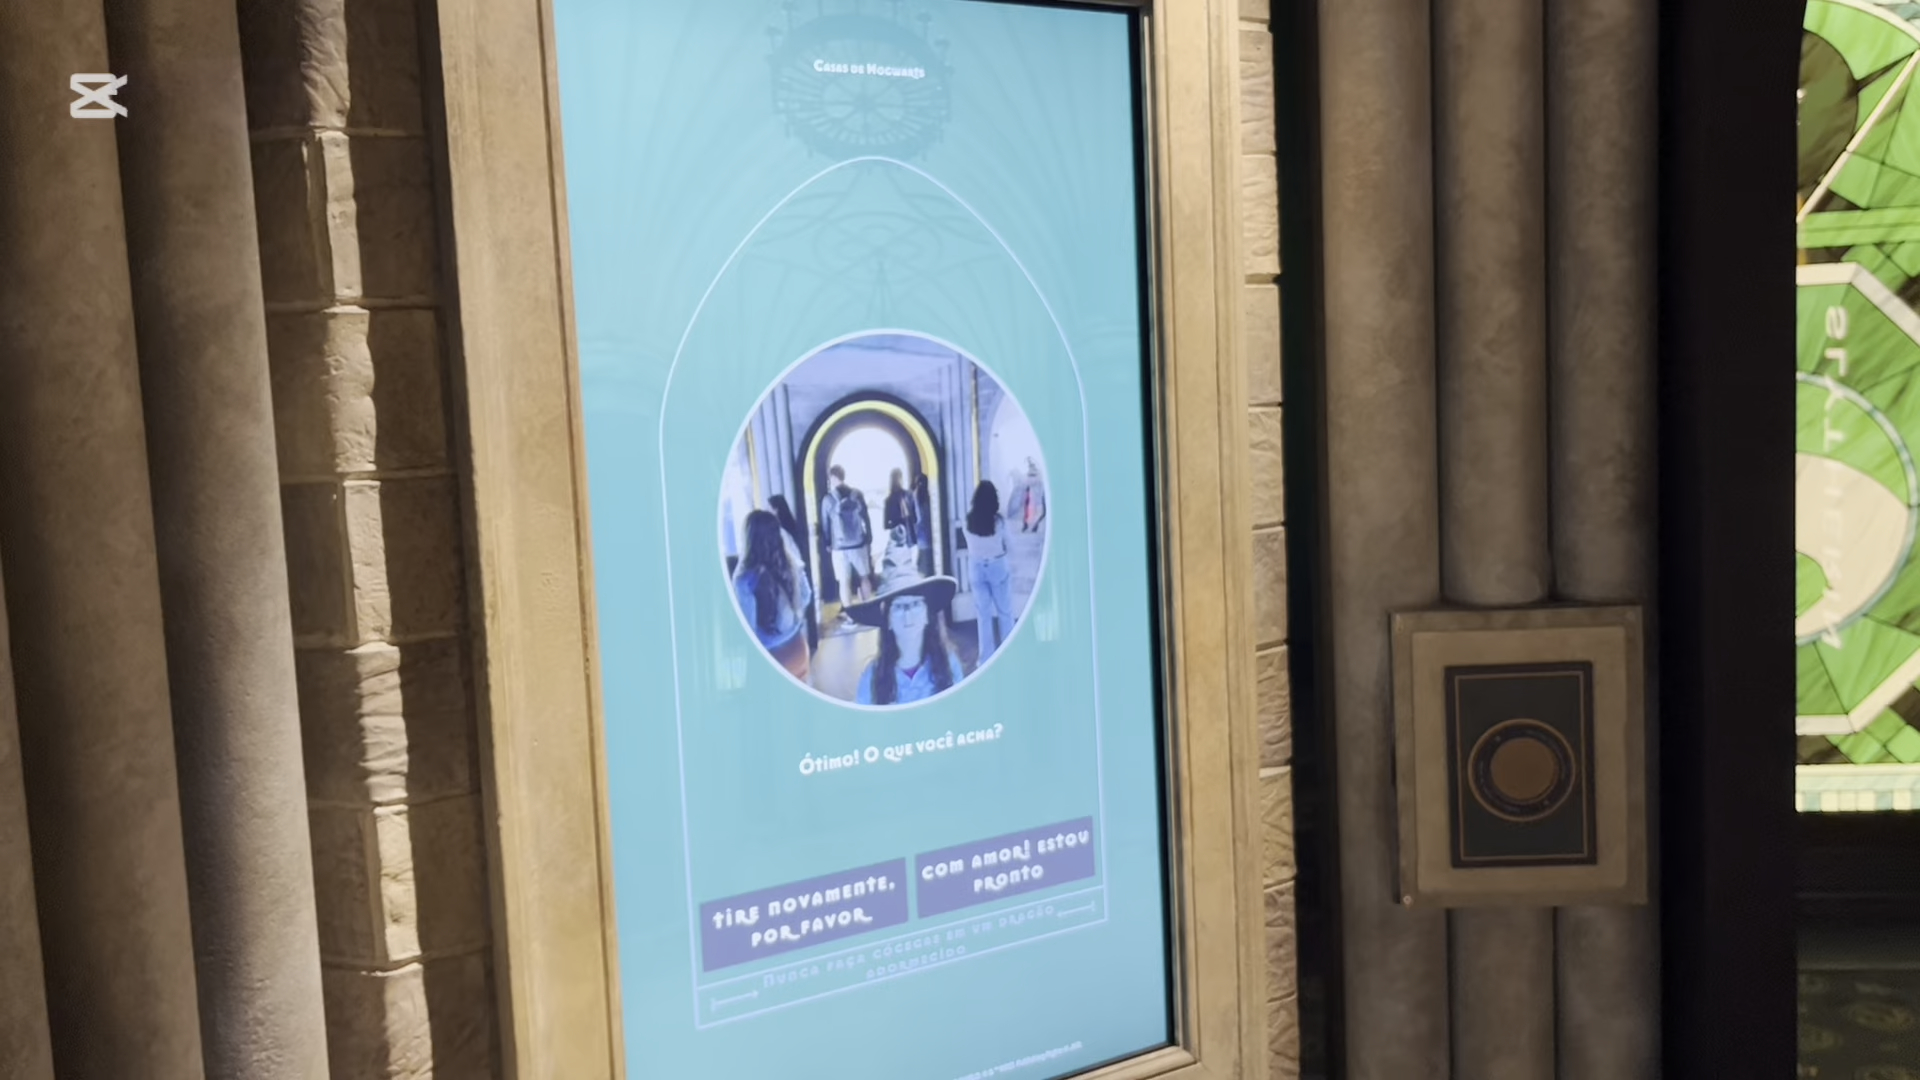 Casas de Hogwarts
Ótimo! O que você acha?
Tire novamente,
por favor
Com amor! Estou
pronto
Nunca faça cócegas em um dragão
adormecido
SLYTHERIN